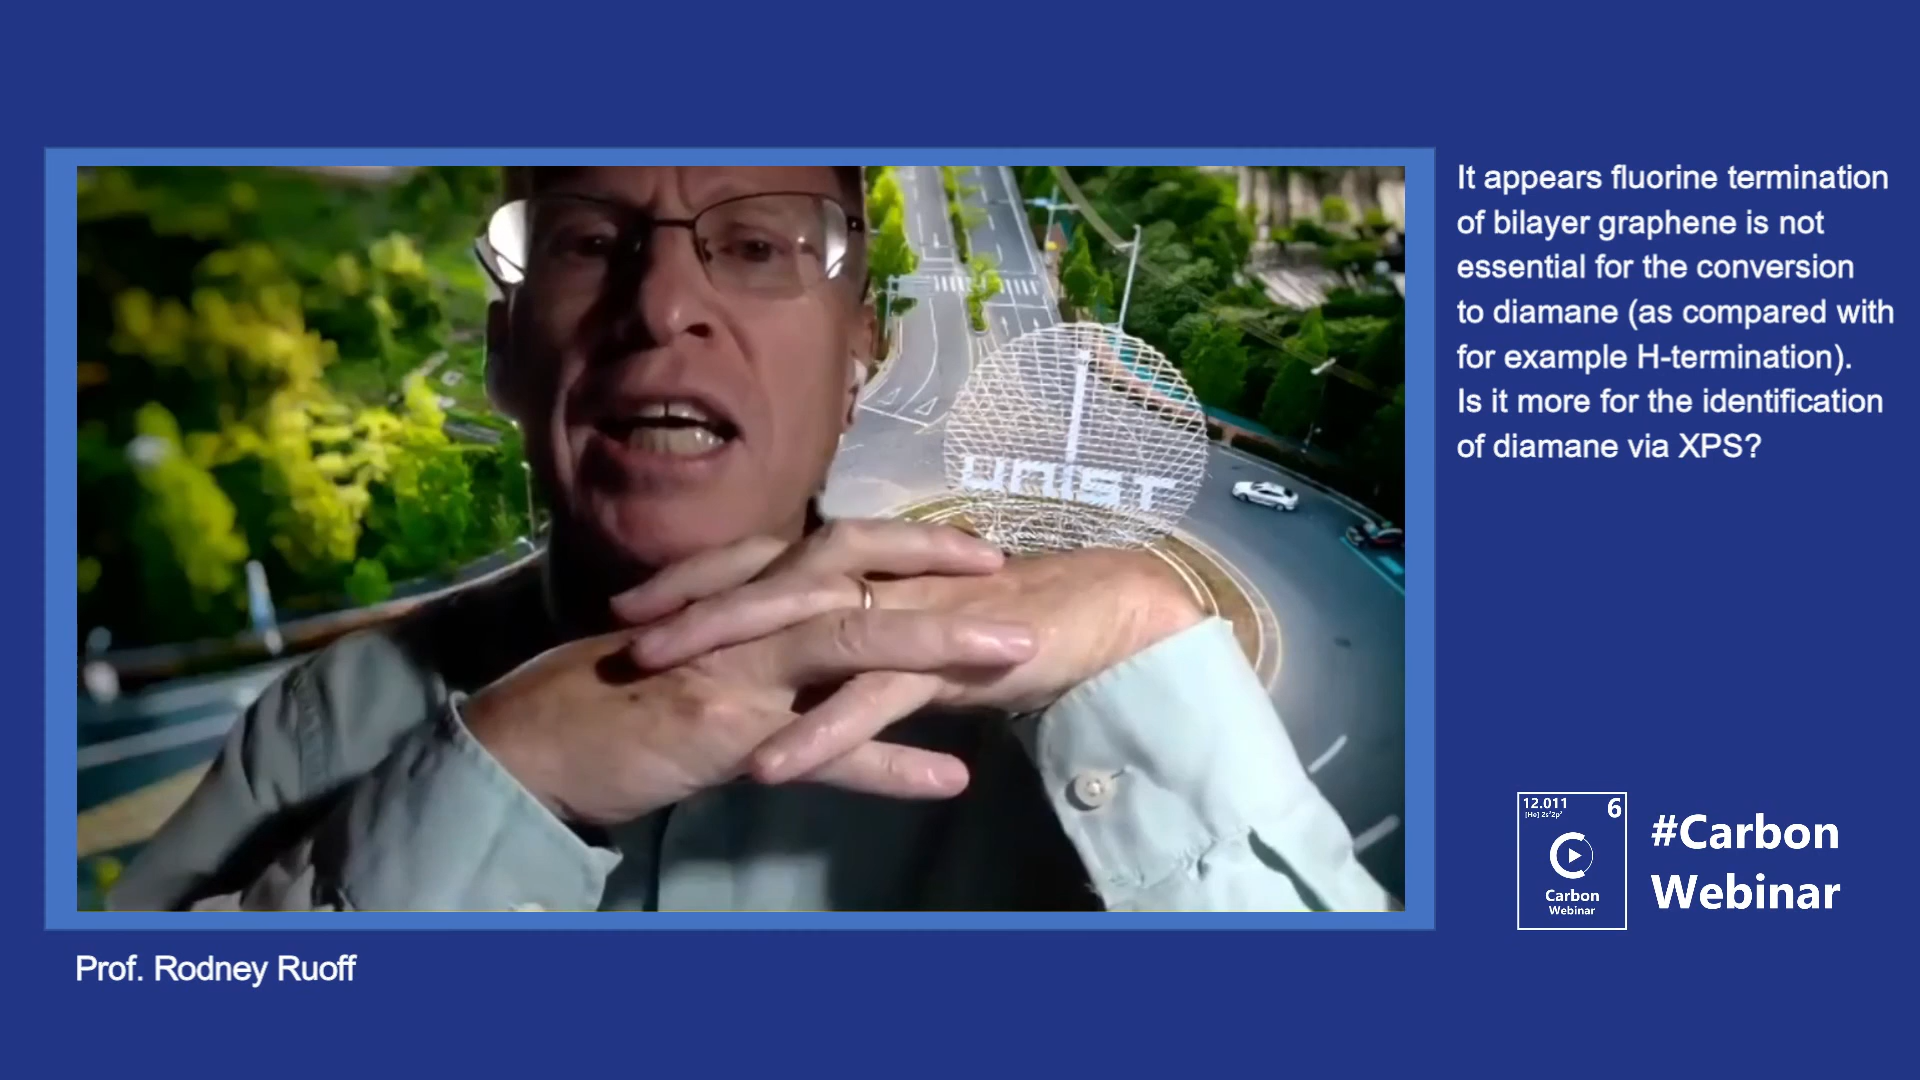 It appears fluorine termination
of bilayer graphene is not
essential for the conversion
to diamane (as compared with
for example H-termination).
Is it more for the identification
of diamane via XPS?
UNIST
12.011
6
[He] 2s²2p²
Carbon
Webinar
#Carbon
Webinar
Prof. Rodney Ruoff